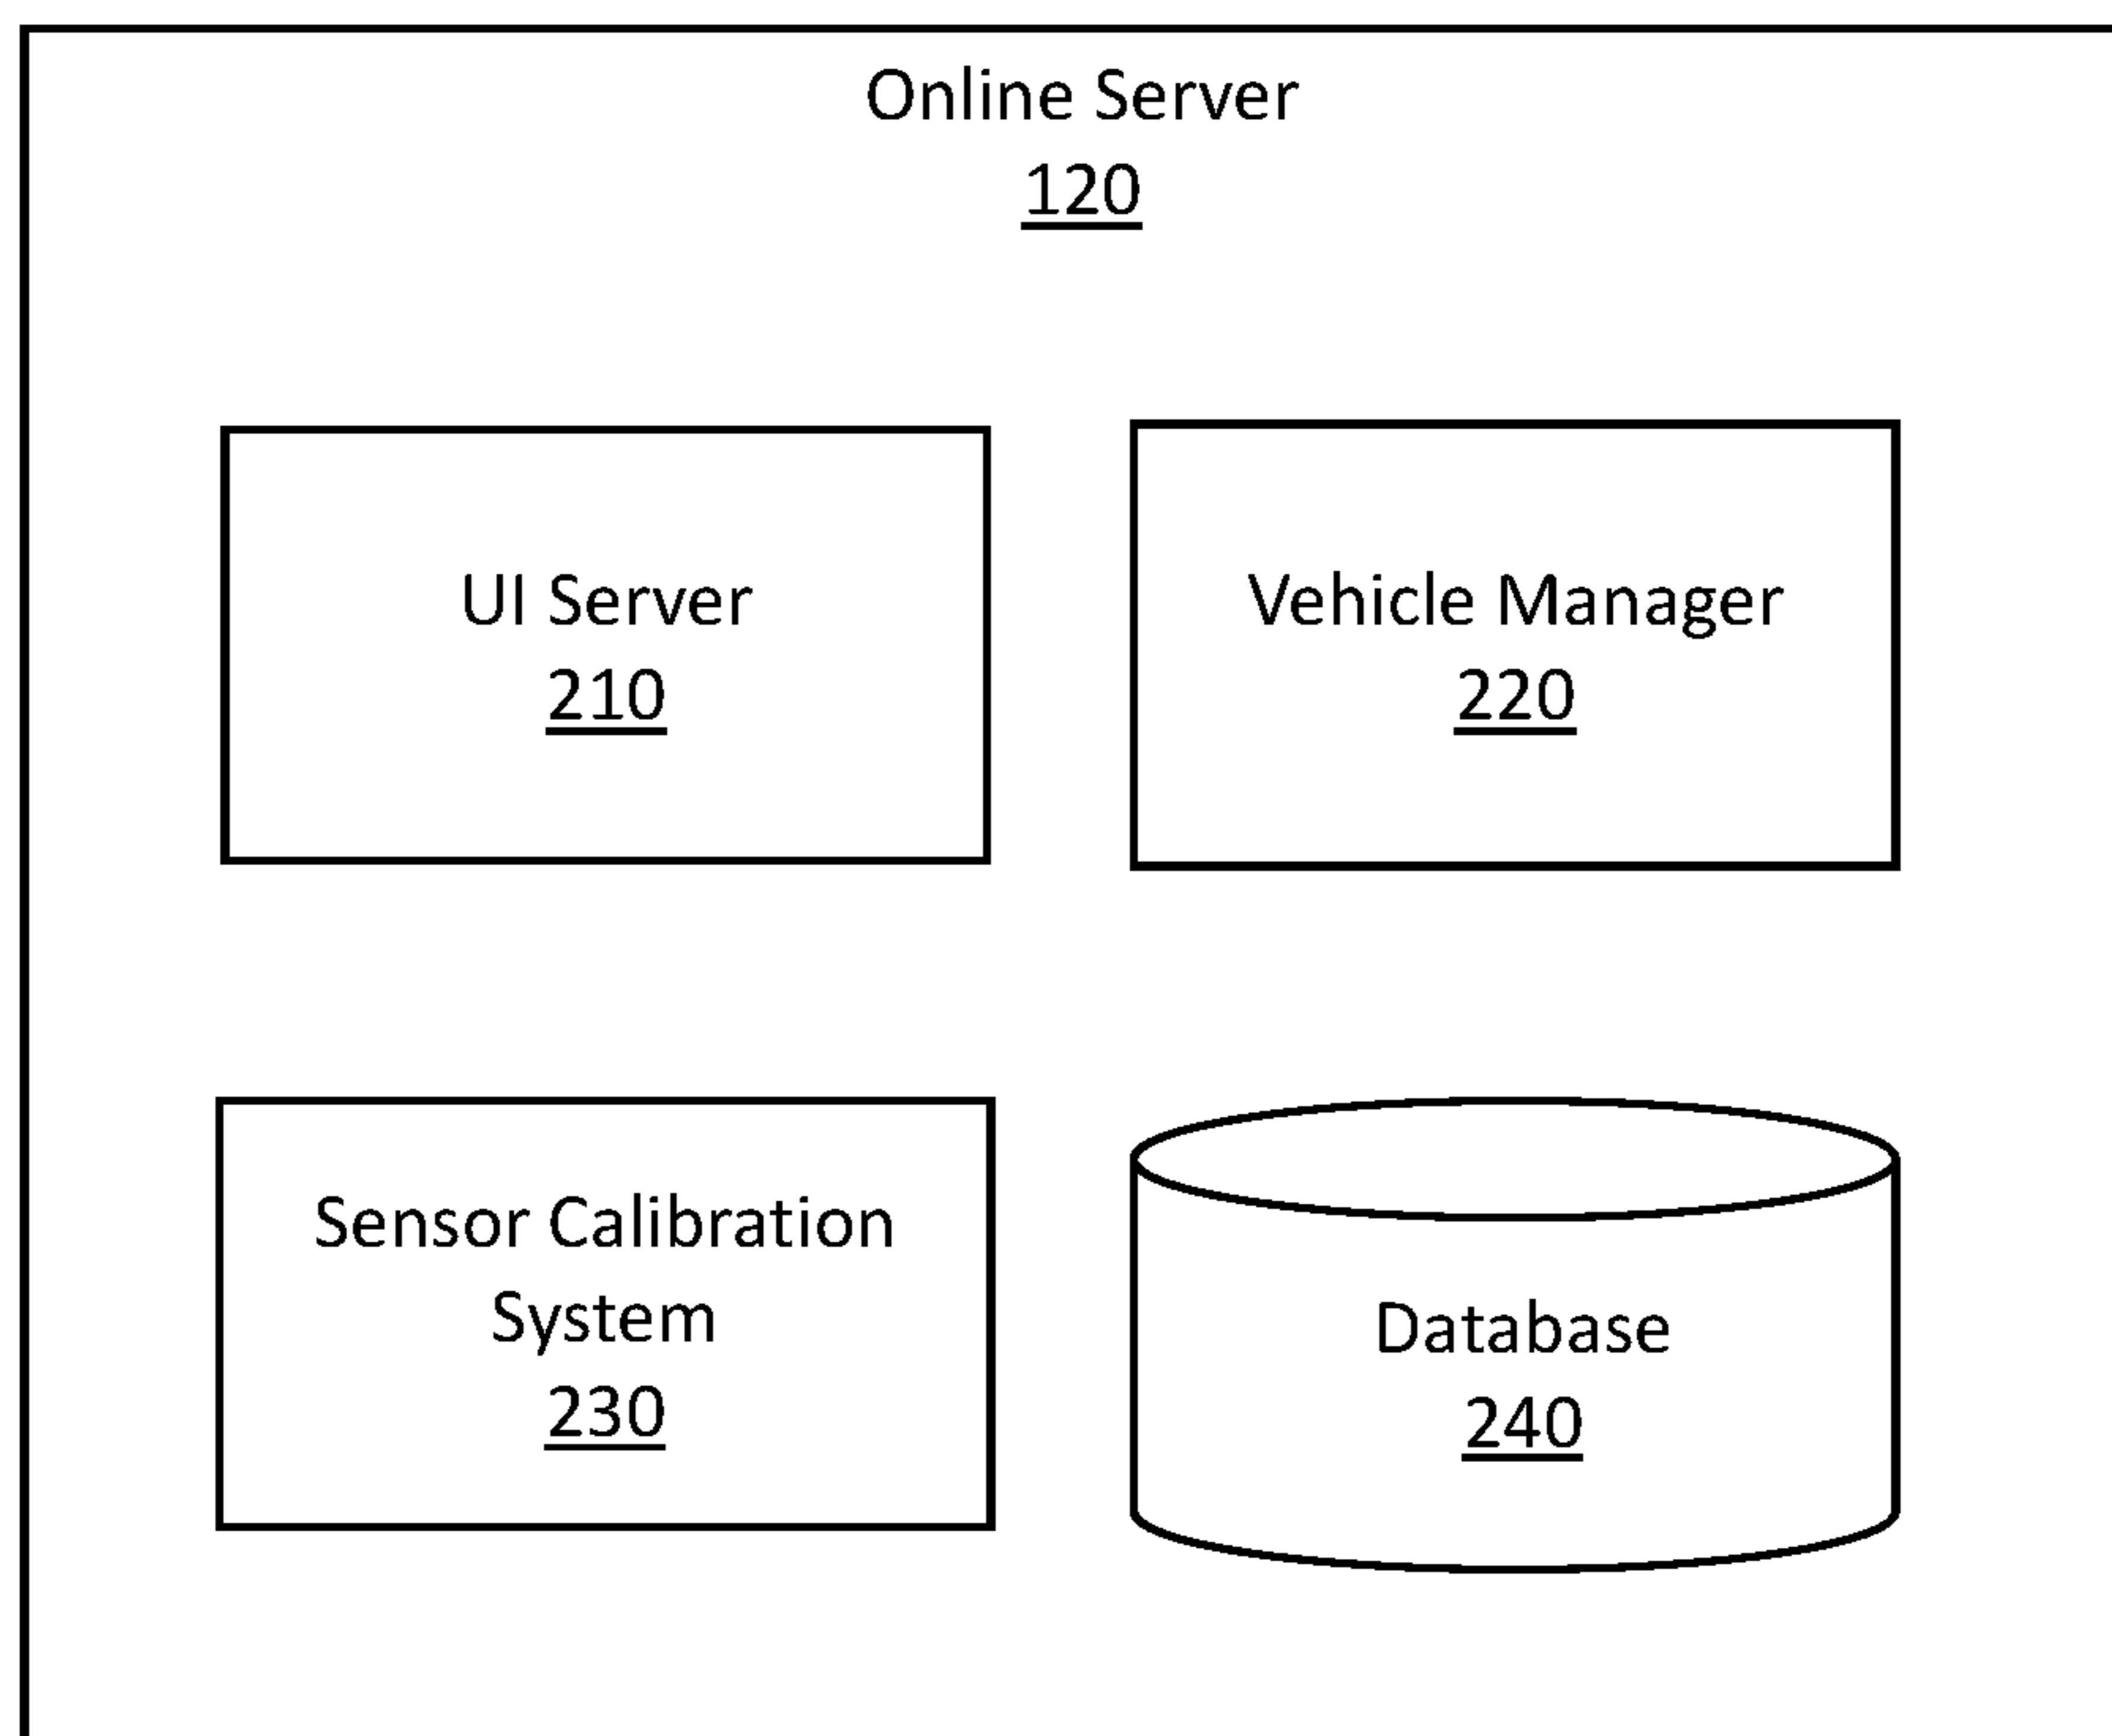 Online Server
120
UI Server
210
Vehicle Manager
220
Sensor Calibration
System
230
Database
240